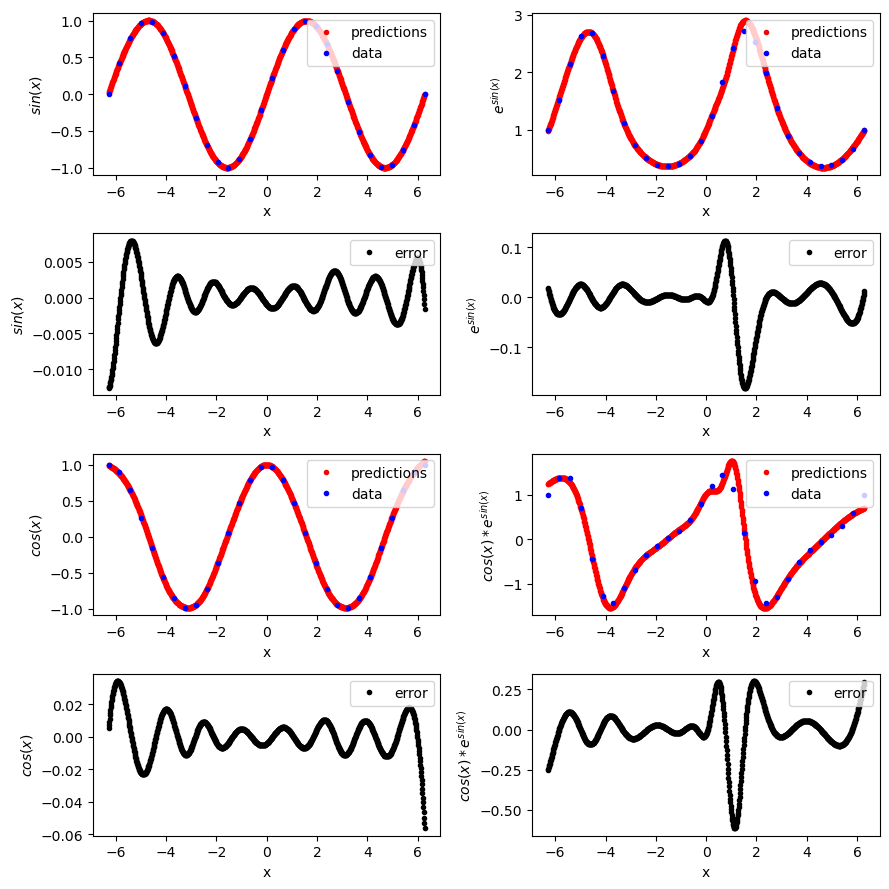 1.0
0.5
0.0
−0.5
−1.0
sin(x)
predictions
data
−6 −4 −2 0 2 4 6
x
3
2
1
e^{sin(x)}
predictions
data
−6 −4 −2 0 2 4 6
x
0.005
0.000
−0.005
−0.010
sin(x)
error
−6 −4 −2 0 2 4 6
x
0.1
0.0
−0.1
e^{sin(x)}
error
−6 −4 −2 0 2 4 6
x
1.0
0.5
0.0
−0.5
−1.0
cos(x)
predictions
data
−6 −4 −2 0 2 4 6
x
1
0
−1
cos(x) * e^{sin(x)}
predictions
data
−6 −4 −2 0 2 4 6
x
0.02
0.00
−0.02
−0.04
−0.06
cos(x)
error
−6 −4 −2 0 2 4 6
x
0.25
0.00
−0.25
−0.50
cos(x) * e^{sin(x)}
error
−6 −4 −2 0 2 4 6
x